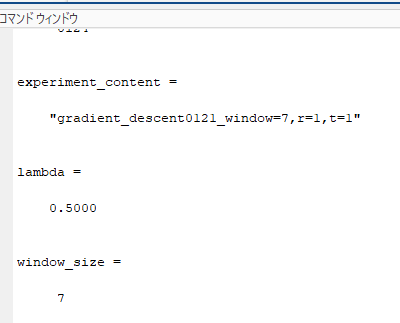 コマンド ウィンドウ
experiment_content =
"gradient_descent0121_window=7,r=1,t=1"
lambda =
0.5000
window_size =
7